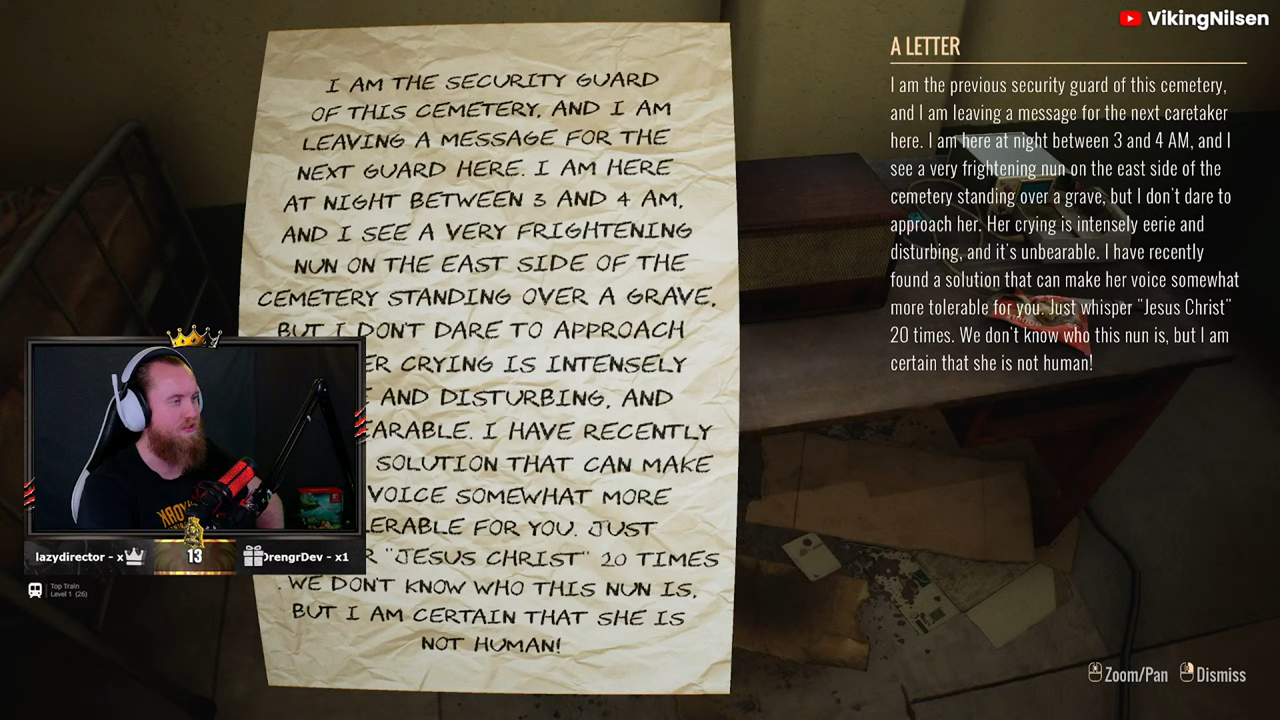 VikingNilsen
A LETTER
I am the previous security guard of this cemetery,
and I am leaving a message for the next caretaker
here. I am here at night between 3 and 4 AM, and I
see a very frightening nun on the east side of the
cemetery standing over a grave, but I don't dare to
approach her. Her crying is intensely eerie and
disturbing, and it's unbearable. I have recently
found a solution that can make her voice somewhat
more tolerable for you. Just whisper "Jesus Christ"
20 times. We don't know who this nun is, but I am
certain that she is not human!
I AM THE SECURITY GUARD
OF THIS CEMETERY, AND I AM
LEAVING A MESSAGE FOR THE
NEXT GUARD HERE. I AM HERE
AT NIGHT BETWEEN 3 AND 4 AM,
AND I SEE A VERY FRIGHTENING
NUN ON THE EAST SIDE OF THE
CEMETERY STANDING OVER A GRAVE,
BUT I DONT DARE TO APPROACH
ER CRYING IS INTENSELY
AND DISTURBING, AND
EARABLE. I HAVE RECENTLY
SOLUTION THAT CAN MAKE
VOICE SOMEWHAT MORE
ERABLE FOR YOU. JUST
R "JESUS CHRIST" 20 TIMES
. WE DONT KNOW WHO THIS NUN IS,
BUT I AM CERTAIN THAT SHE IS
NOT HUMAN!
lazydirector - x
13
DrengrDev - x1
Top Train
Level 1 (26)
Zoom/Pan
Dismiss